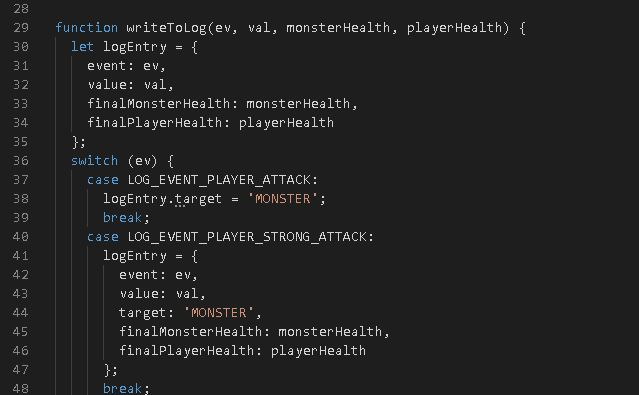 28
29 function writeToLog(ev, val, monsterHealth, playerHealth) {
30 let logEntry = {
31 event: ev,
32 value: val,
33 finalMonsterHealth: monsterHealth,
34 finalPlayerHealth: playerHealth
35 };
36 switch (ev) {
37 case LOG_EVENT_PLAYER_ATTACK:
38 logEntry.target = 'MONSTER';
39 break;
40 case LOG_EVENT_PLAYER_STRONG_ATTACK:
41 logEntry = {
42 event: ev,
43 value: val,
44 target: 'MONSTER',
45 finalMonsterHealth: monsterHealth,
46 finalPlayerHealth: playerHealth
47 };
48 break;